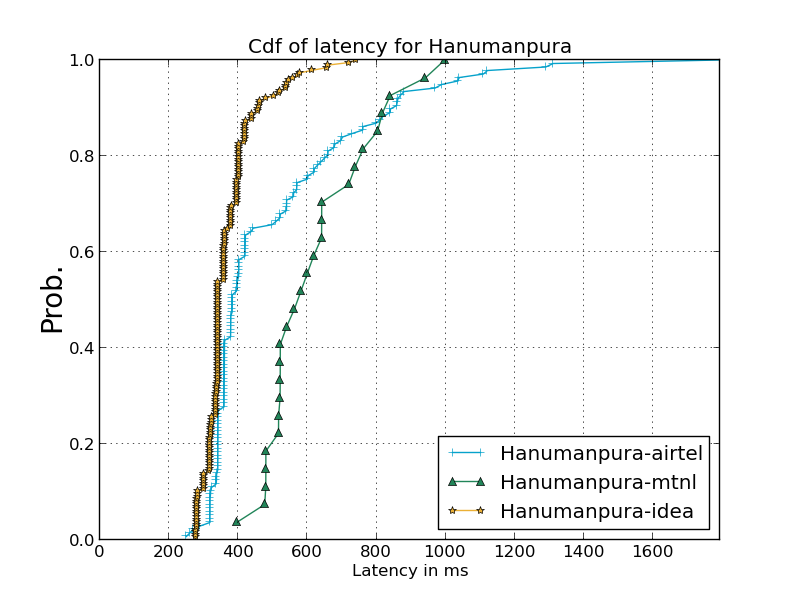 Cdf of latency for Hanumanpura
1.0
0.8
0.6
0.4
0.2
0.0
Prob.
Hanumanpura-airtel
Hanumanpura-mtnl
Hanumanpura-idea
0 200 400 600 800 1000 1200 1400 1600
Latency in ms